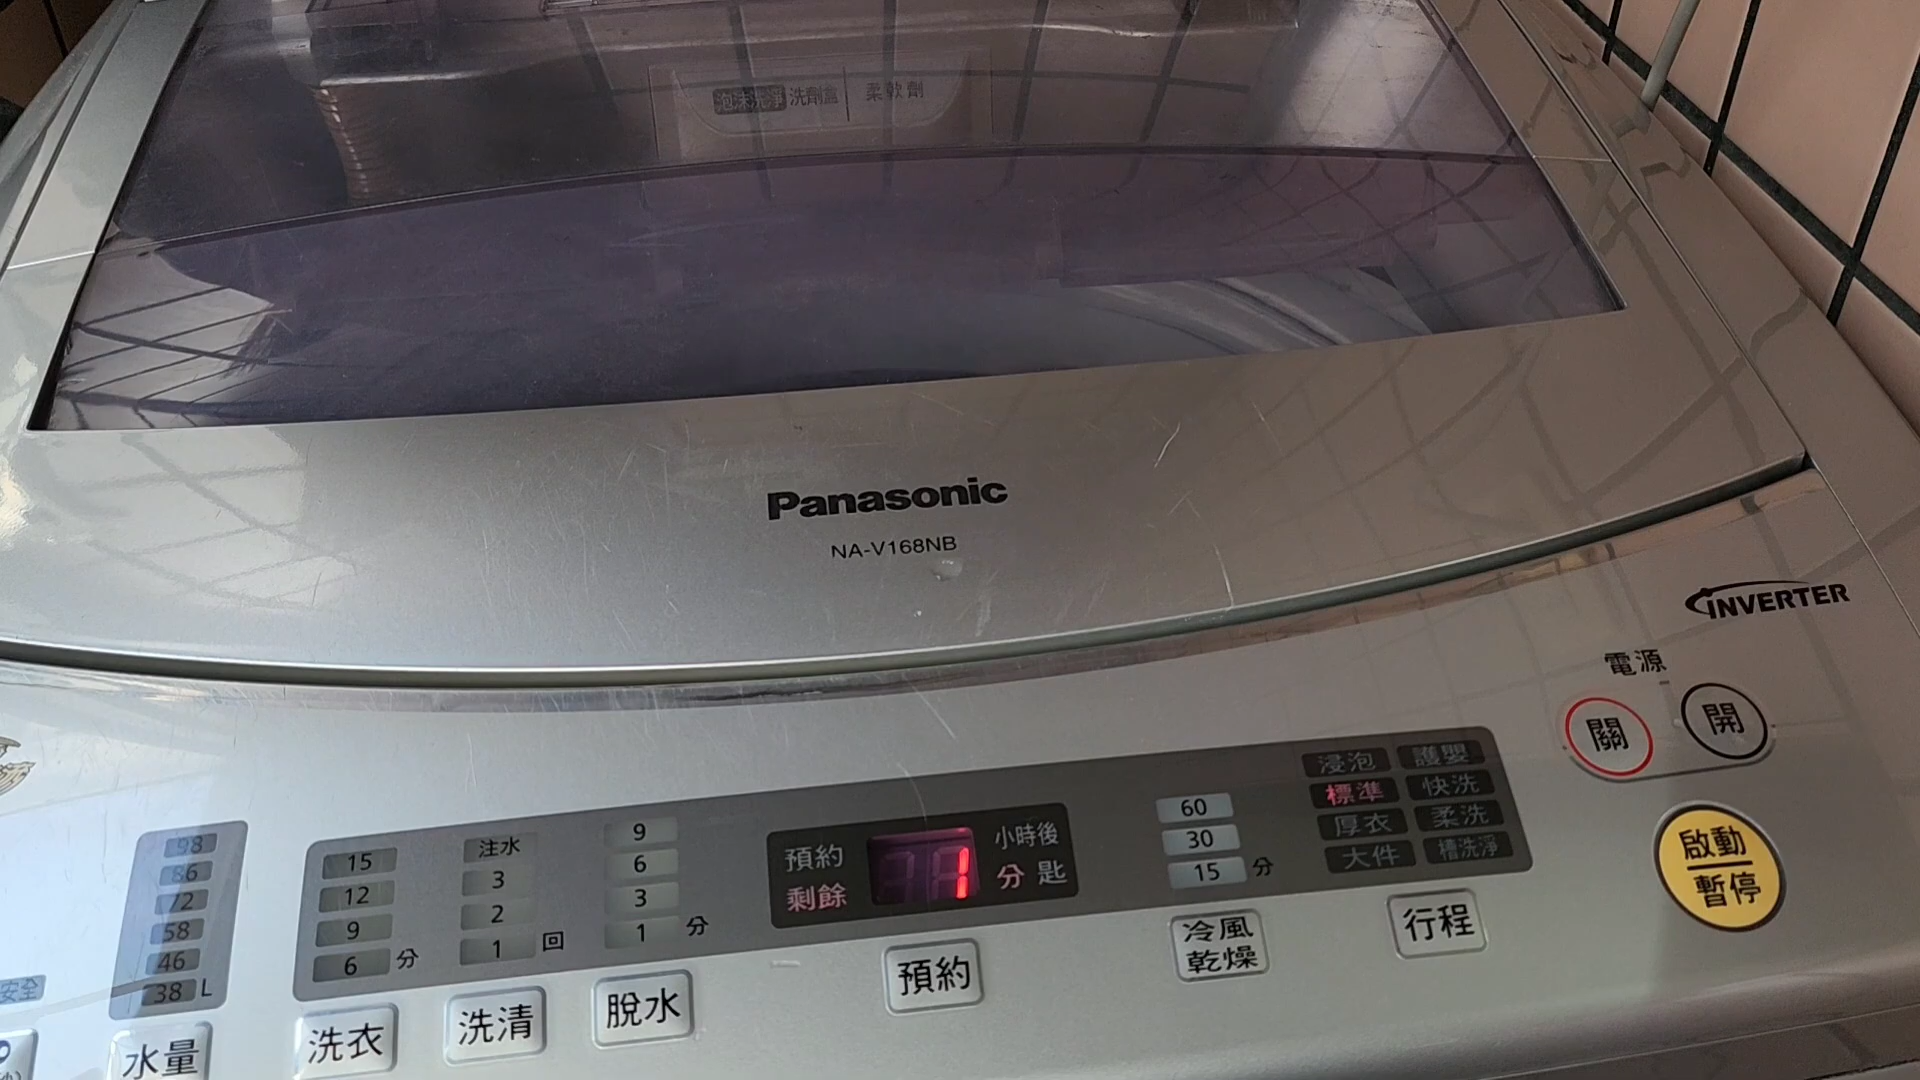 泡沫洗淨 洗劑盒 柔軟劑
Panasonic
NA-V168NB
INVERTER
電源
關 開
啟動
暫停
98
86
72
58
46
38 L
水量
15
12
9
6 分
洗衣
注水
3
2
1 回
洗清
9
6
3
1 分
脫水
預約
剩餘
1
小時後
分 匙
預約
60
30
15 分
冷風
乾燥
浸泡 護嬰
標準 快洗
厚衣 柔洗
大件 槽洗淨
行程
安全